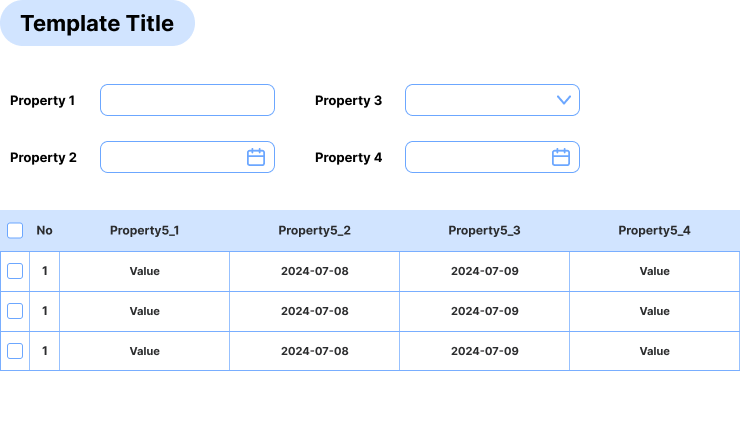 Template Title
Property 1
Property 3
Property 2
Property 4
No Property5_1 Property5_2 Property5_3 Property5_4
1 Value 2024-07-08 2024-07-09 Value
1 Value 2024-07-08 2024-07-09 Value
1 Value 2024-07-08 2024-07-09 Value